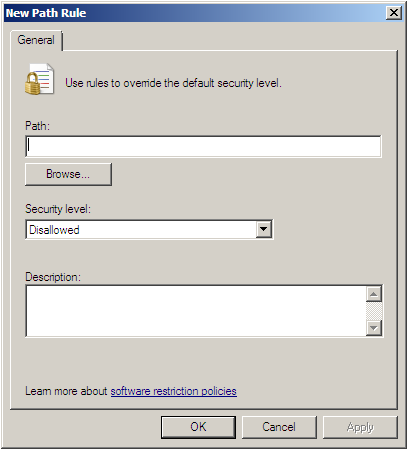 New Path Rule
General
Use rules to override the default security level.
Path:
Browse...
Security level:
Disallowed
Description:
Learn more about software restriction policies
OK Cancel Apply